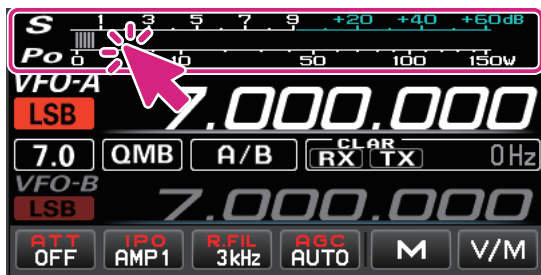 S 1 3 5 7 9 +20 +40 +60dB
Po 0 10 50 100 150W
VFO-A
LSB 7.000.000
7.0 QMB A/B CLAR RX TX 0Hz
VFO-B
LSB 7.000.000
ATT IPO R.FIL AGC
OFF AMP1 3kHz AUTO M V/M